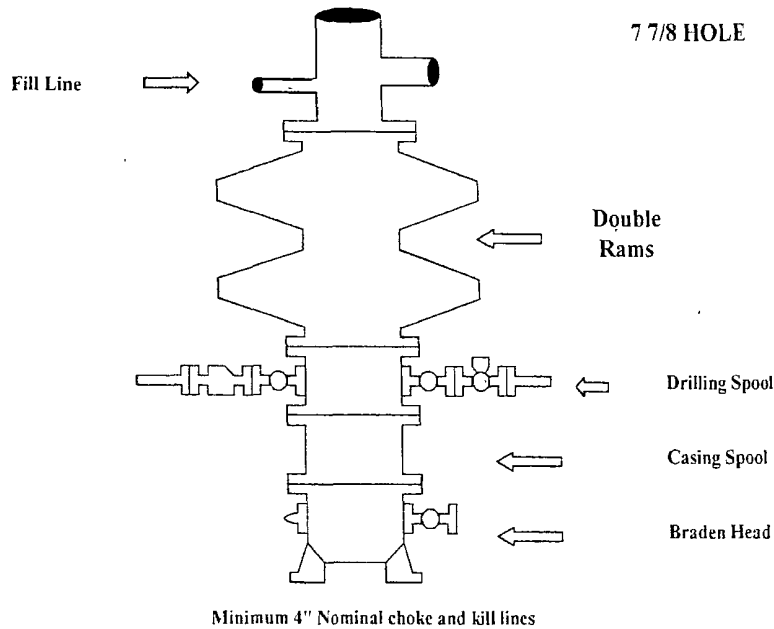 7 7/8 HOLE
Fill Line
Double
Rams
Drilling Spool
Casing Spool
Braden Head
Minimum 4" Nominal choke and kill lines